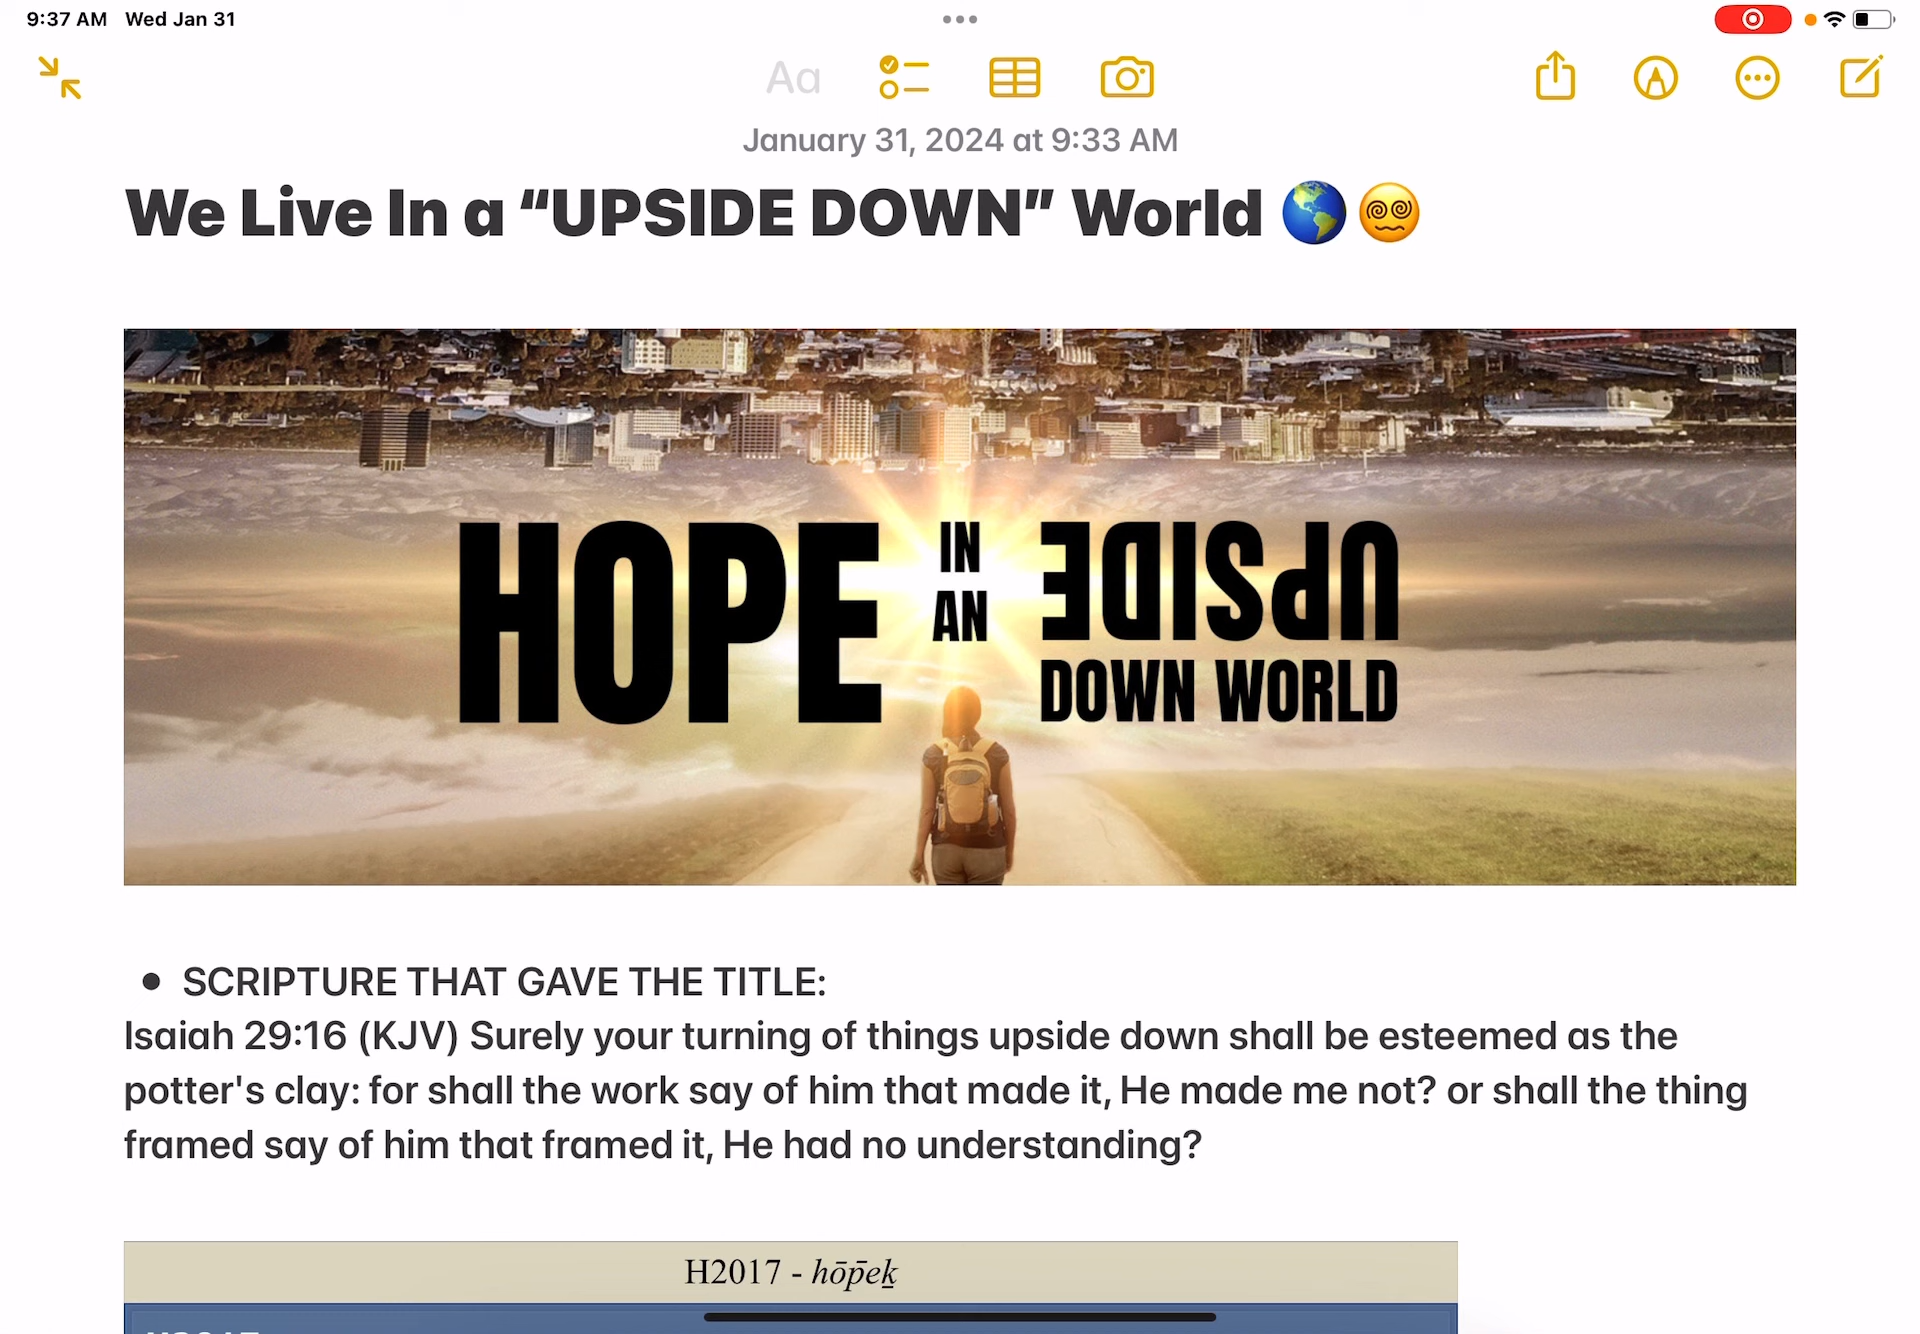 9:37 AM Wed Jan 31
Aa
January 31, 2024 at 9:33 AM
We Live In a “UPSIDE DOWN” World 🌎😵‍💫
HOPE IN AN UPSIDE DOWN WORLD
• SCRIPTURE THAT GAVE THE TITLE:
Isaiah 29:16 (KJV) Surely your turning of things upside down shall be esteemed as the
potter's clay: for shall the work say of him that made it, He made me not? or shall the thing
framed say of him that framed it, He had no understanding?
H2017 - hōp̄eḵ